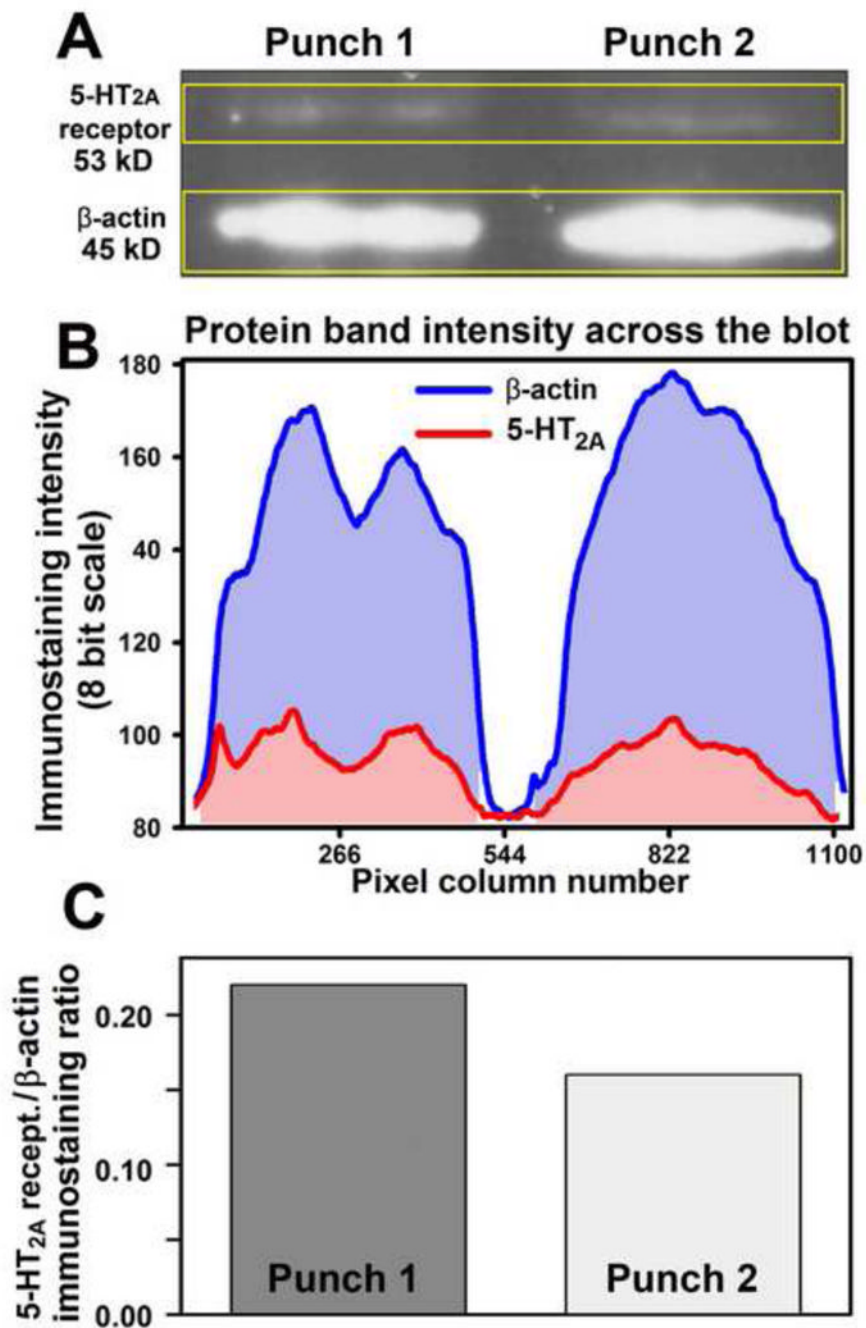 A
Punch 1 Punch 2
5-HT2A
receptor
53 kD
β-actin
45 kD
B
Protein band intensity across the blot
Immunostaining intensity
(8 bit scale)
180
160
40
120
100
80
β-actin
5-HT2A
266 544 822 1100
Pixel column number
C
5-HT2A recept./β-actin
immunostaining ratio
0.20
0.10
0.00
Punch 1 Punch 2